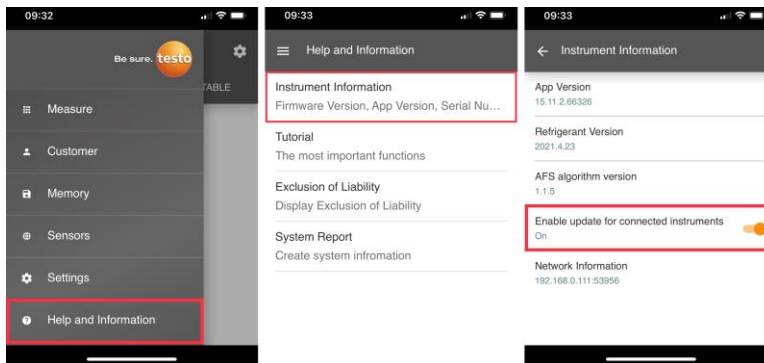 09:32
Be sure. testo
TABLE
Measure
Customer
Memory
Sensors
Settings
Help and Information
09:33
Help and Information
Instrument Information
Firmware Version, App Version, Serial Nu...
Tutorial
The most important functions
Exclusion of Liability
Display Exclusion of Liability
System Report
Create system infromation
09:33
Instrument Information
App Version
15.11.2.66326
Refrigerant Version
2021.4.23
AFS algorithm version
1.1.5
Enable update for connected instruments
On
Network Information
192.168.0.111:53956